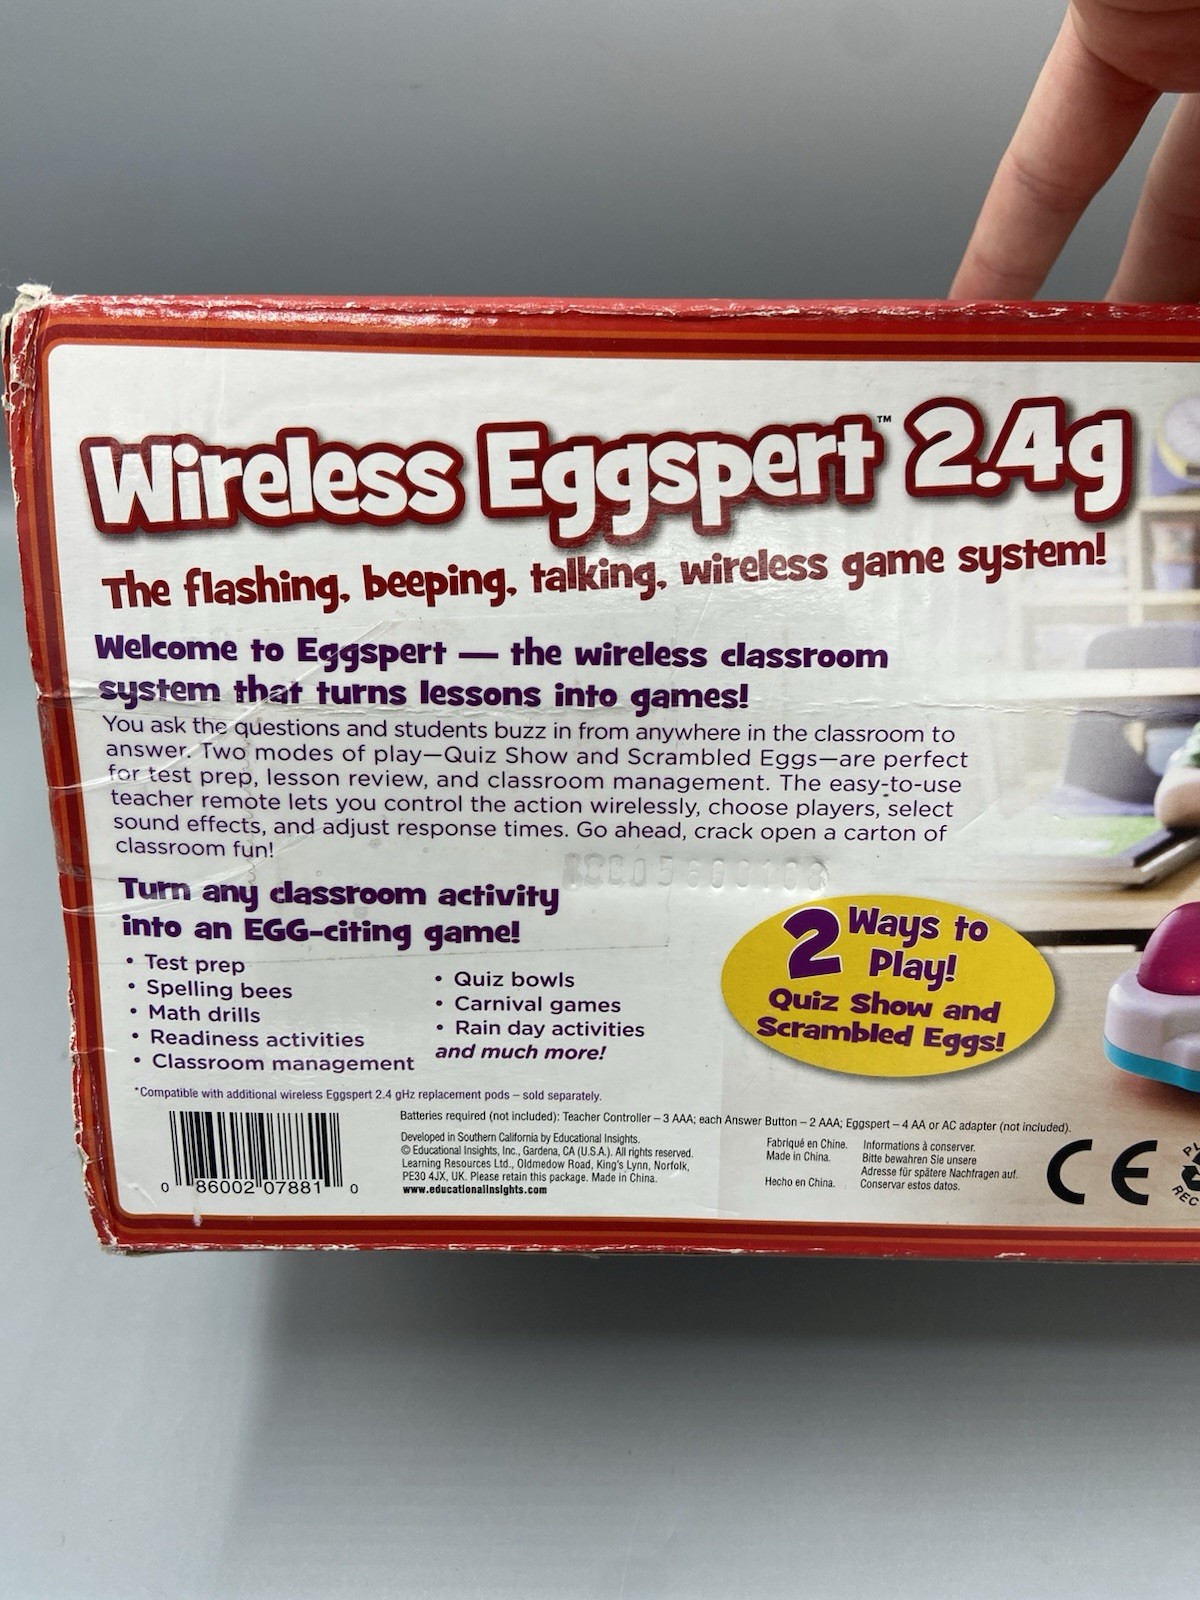 Wireless Eggspert™ 2.4g
The flashing, beeping, talking, wireless game system!
Welcome to Eggspert — the wireless classroom
system that turns lessons into games!
You ask the questions and students buzz in from anywhere in the classroom to
answer. Two modes of play—Quiz Show and Scrambled Eggs—are perfect
for test prep, lesson review, and classroom management. The easy-to-use
teacher remote lets you control the action wirelessly, choose players, select
sound effects, and adjust response times. Go ahead, crack open a carton of
classroom fun!
Turn any classroom activity
into an EGG-citing game!
• Test prep
• Spelling bees
• Math drills
• Readiness activities
• Classroom management
• Quiz bowls
• Carnival games
• Rain day activities
and much more!
2 Ways to
Play!
Quiz Show and
Scrambled Eggs!
*Compatible with additional wireless Eggspert 2.4 gHz replacement pods – sold separately.
Batteries required (not included): Teacher Controller – 3 AAA; each Answer Button – 2 AAA; Eggspert – 4 AA or AC adapter (not included).
0 86002 07881 0
Developed in Southern California by Educational Insights.
© Educational Insights, Inc., Gardena, CA (U.S.A.). All rights reserved.
Learning Resources Ltd., Oldmedow Road, King's Lynn, Norfolk,
PE30 4JX, UK. Please retain this package. Made in China.
www.educationalinsights.com
Fabriqué en Chine.
Made in China.
Hecho en China.
Informations à conserver.
Bitte bewahren Sie unsere
Adresse für spätere Nachfragen auf.
Conservar estos datos.
CE